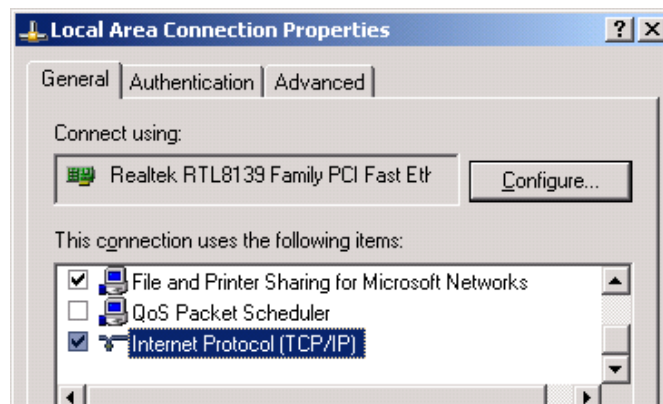 Local Area Connection Properties
General Authentication Advanced
Connect using:
Realtek RTL8139 Family PCI Fast Eth
Configure...
This connection uses the following items:
File and Printer Sharing for Microsoft Networks
QoS Packet Scheduler
Internet Protocol (TCP/IP)